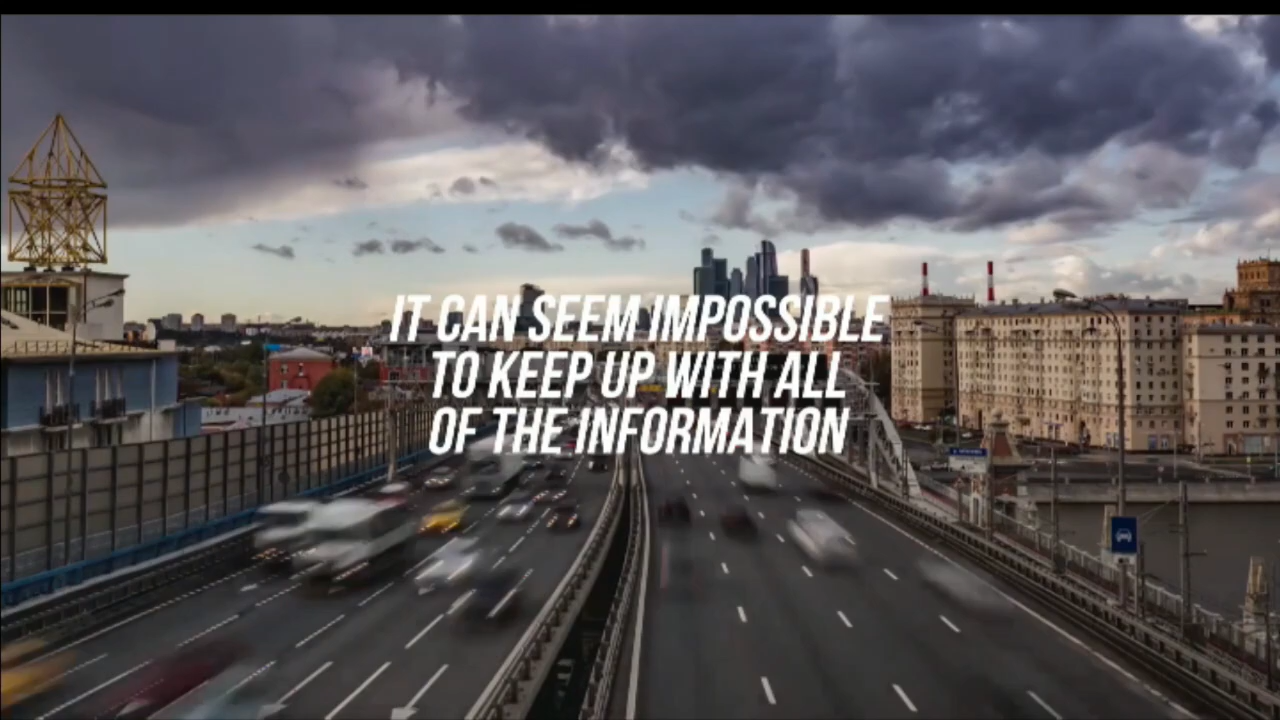 IT CAN SEEM IMPOSSIBLE
TO KEEP UP WITH ALL
OF THE INFORMATION